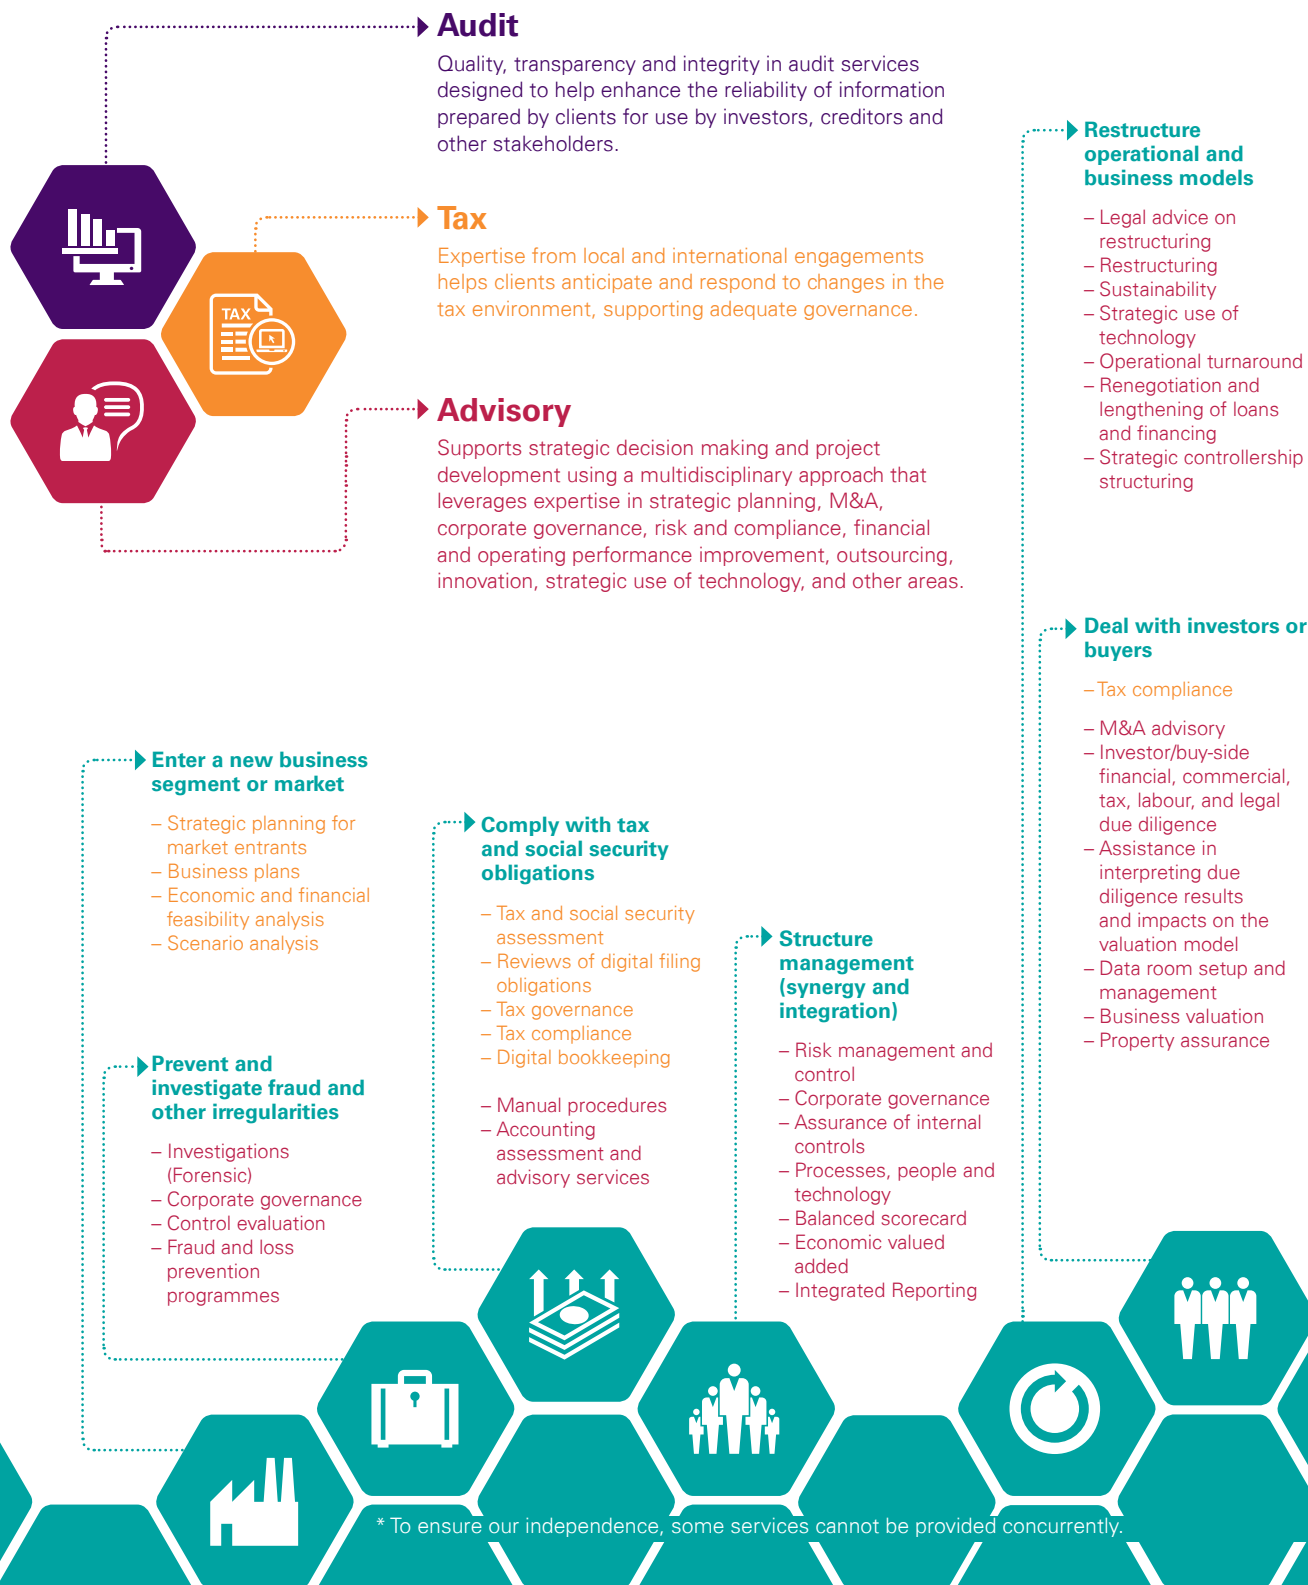 Audit
Quality, transparency and integrity in audit services
designed to help enhance the reliability of information
prepared by clients for use by investors, creditors and
other stakeholders.
TAX
Tax
Expertise from local and international engagements
helps clients anticipate and respond to changes in the
tax environment, supporting adequate governance.
Advisory
Supports strategic decision making and project
development using a multidisciplinary approach that
leverages expertise in strategic planning, M&A,
corporate governance, risk and compliance, financial
and operating performance improvement, outsourcing,
innovation, strategic use of technology, and other areas.
Enter a new business
segment or market
– Strategic planning for
market entrants
– Business plans
– Economic and financial
feasibility analysis
– Scenario analysis
Prevent and
investigate fraud and
other irregularities
– Investigations
(Forensic)
– Corporate governance
– Control evaluation
– Fraud and loss
prevention
programmes
Comply with tax
and social security
obligations
– Tax and social security
assessment
– Reviews of digital filing
obligations
– Tax governance
– Tax compliance
– Digital bookkeeping
– Manual procedures
– Accounting
assessment and
advisory services
Structure
management
(synergy and
integration)
– Risk management and
control
– Corporate governance
– Assurance of internal
controls
– Processes, people and
technology
– Balanced scorecard
– Economic valued
added
– Integrated Reporting
Restructure
operational and
business models
– Legal advice on
restructuring
– Restructuring
– Sustainability
– Strategic use of
technology
– Operational turnaround
– Renegotiation and
lengthening of loans
and financing
– Strategic controllership
structuring
Deal with investors or
buyers
– Tax compliance
– M&A advisory
– Investor/buy-side
financial, commercial,
tax, labour, and legal
due diligence
– Assistance in
interpreting due
diligence results
and impacts on the
valuation model
– Data room setup and
management
– Business valuation
– Property assurance
* To ensure our independence, some services cannot be provided concurrently.